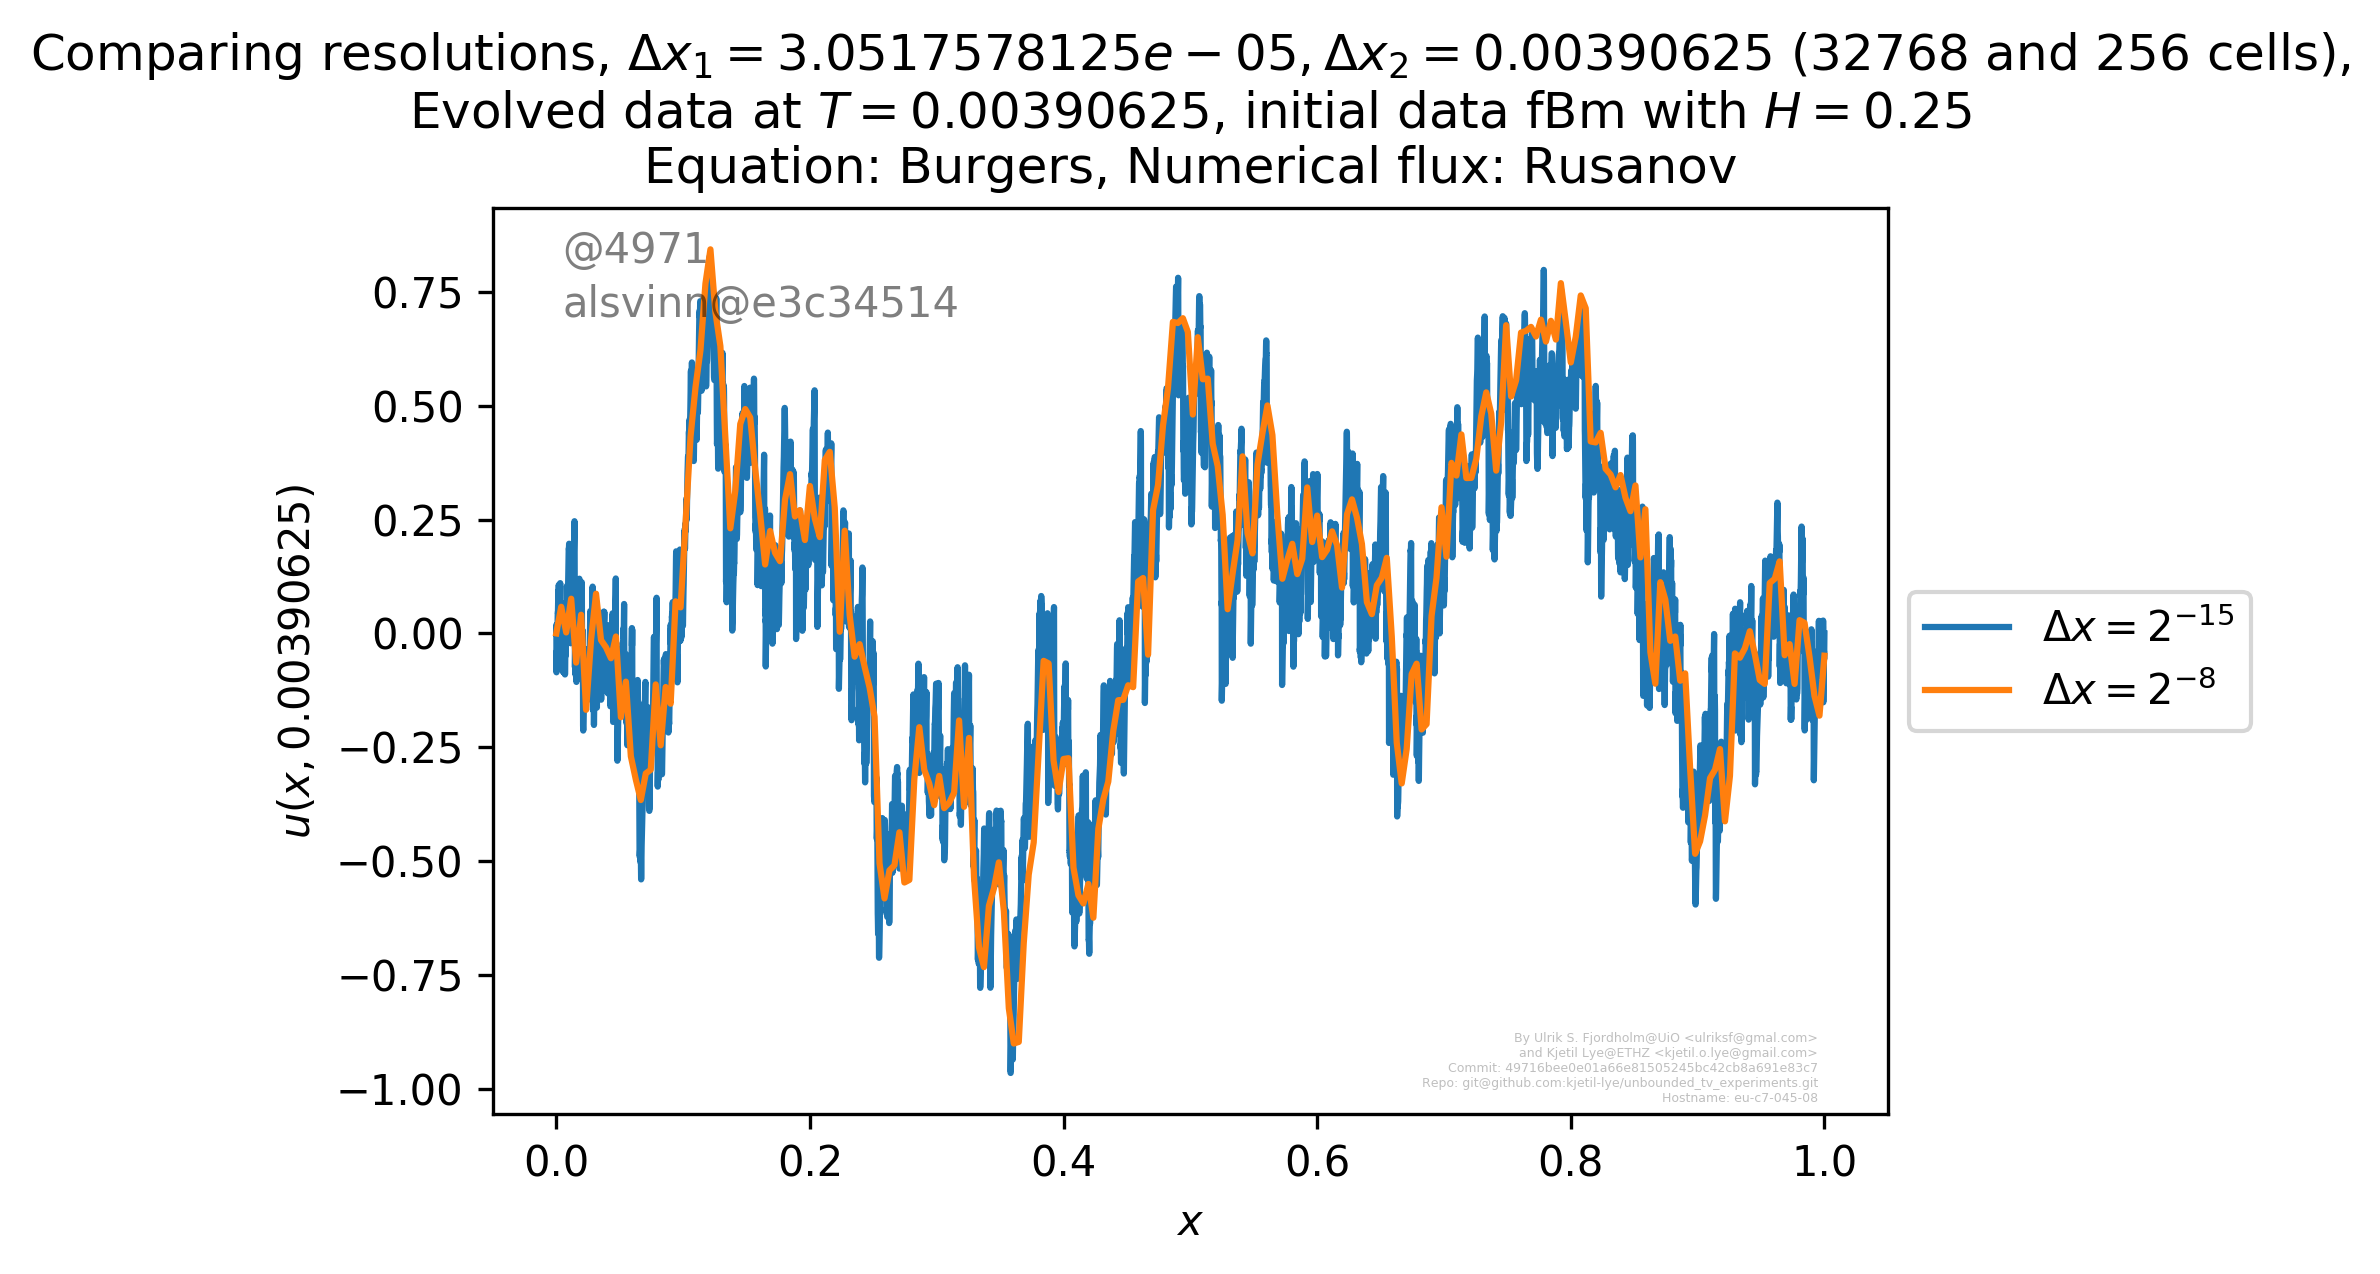 Comparing resolutions, Δx₁ = 3.0517578125e − 05, Δx₂ = 0.00390625 (32768 and 256 cells),
Evolved data at T = 0.00390625, initial data fBm with H = 0.25
Equation: Burgers, Numerical flux: Rusanov
@4971
alsvinn@e3c34514
0.75
0.50
0.25
0.00
−0.25
−0.50
−0.75
−1.00
u(x, 0.00390625)
0.0
0.2
0.4
0.6
0.8
1.0
x
Δx = 2⁻¹⁵
Δx = 2⁻⁸
By Ulrik S. Fjordholm@UiO <ulriksf@gmal.com>
and Kjetil Lye@ETHZ <kjetil.o.lye@gmail.com>
Commit: 49716bee0e01a66e81505245bc42cb8a691e83c7
Repo: git@github.com:kjetil-lye/unbounded_tv_experiments.git
Hostname: eu-c7-045-08